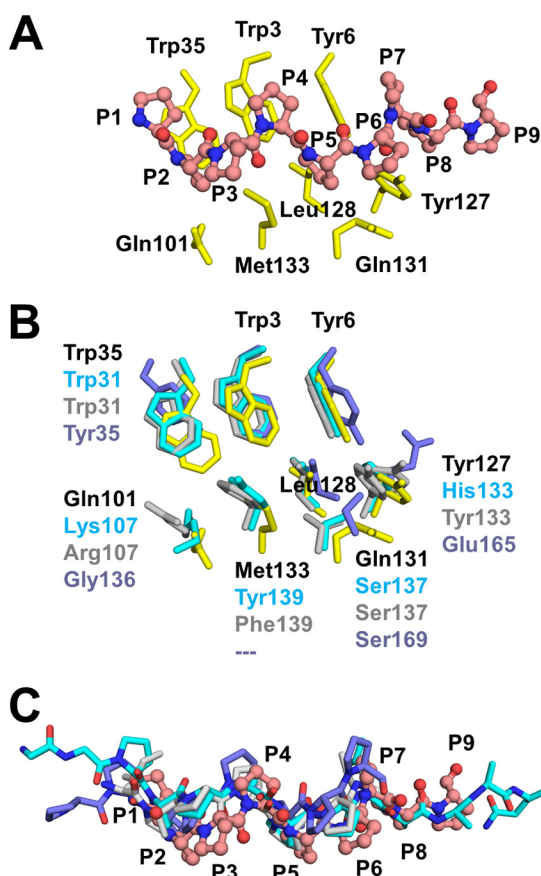 A
Trp35 Trp3 Tyr6
P7
P4
P1 P6 P9
P5
P2 P8
P3
Leu128 Tyr127
Gln101 Met133 Gln131
B
Trp3 Tyr6
Trp35
Trp31
Trp31
Tyr35
Leu128
Tyr127
His133
Tyr133
Glu165
Gln101
Lys107
Arg107
Gly136
Met133
Tyr139
Phe139
---
Gln131
Ser137
Ser137
Ser169
C
P4 P7 P9
P1
P2 P3 P5 P6 P8